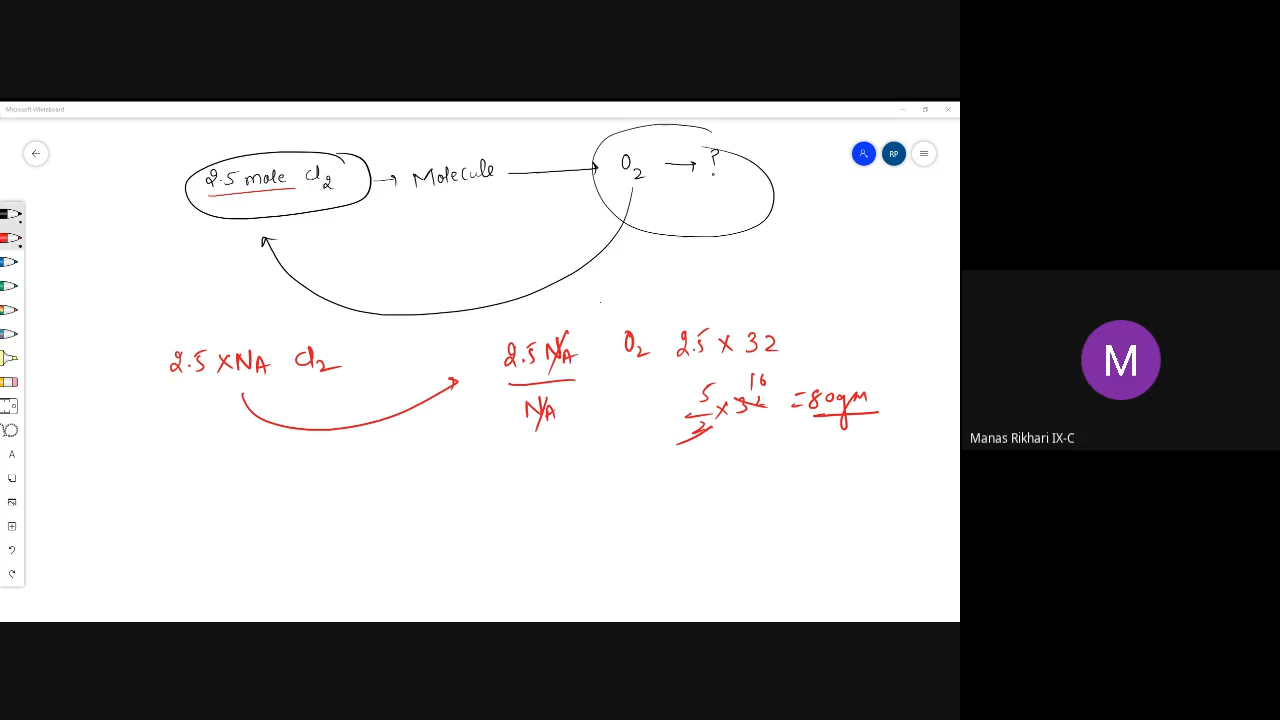 Microsoft Whiteboard
RP
2.5 mole Cl2 → Molecule → O2 → ?
2.5 X NA Cl2
2.5 NA
NA
O2 2.5 X 32
5/2 X 32 16 = 80gm
A
M
Manas Rikhari IX-C